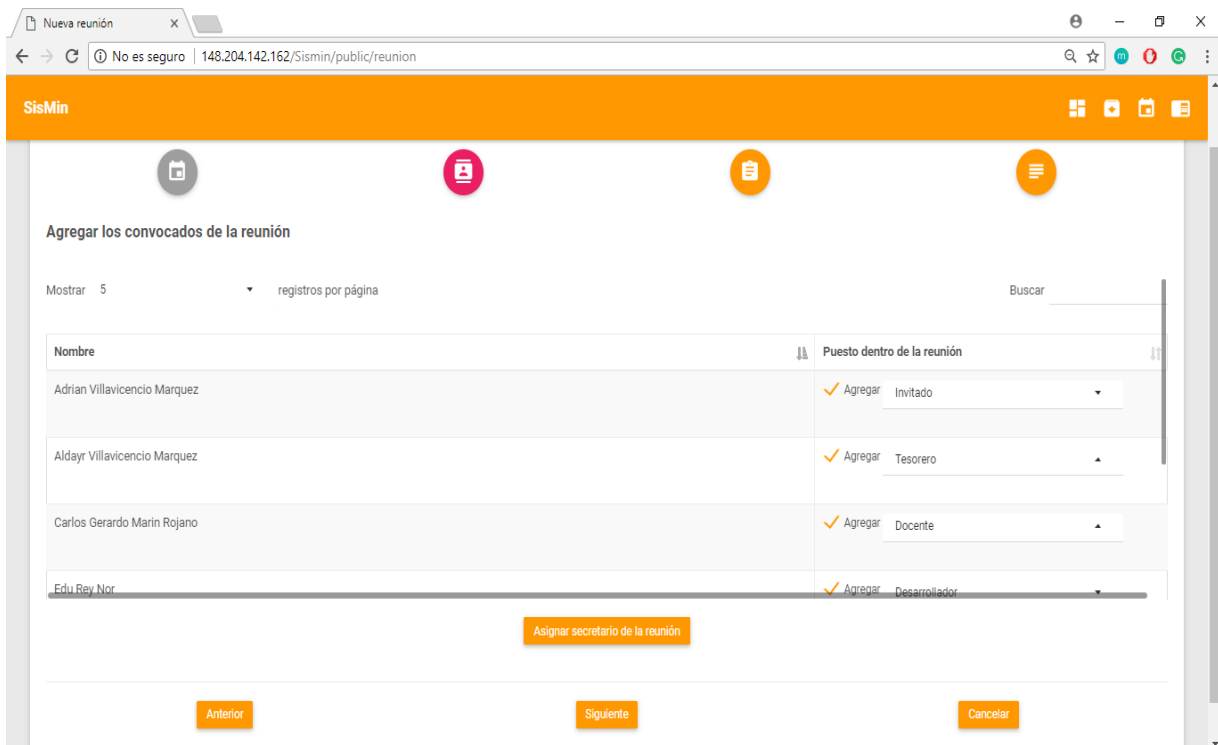 Nueva reunión
No es seguro | 148.204.142.162/Sismin/public/reunion
SisMin
Agregar los convocados de la reunión
Mostrar 5 registros por página Buscar
Nombre Puesto dentro de la reunión
Adrian Villavicencio Marquez Agregar Invitado
Aldayr Villavicencio Marquez Agregar Tesorero
Carlos Gerardo Marin Rojano Agregar Docente
Edu Rey Nor Agregar Desarrollador
Asignar secretario de la reunión
Anterior Siguiente Cancelar